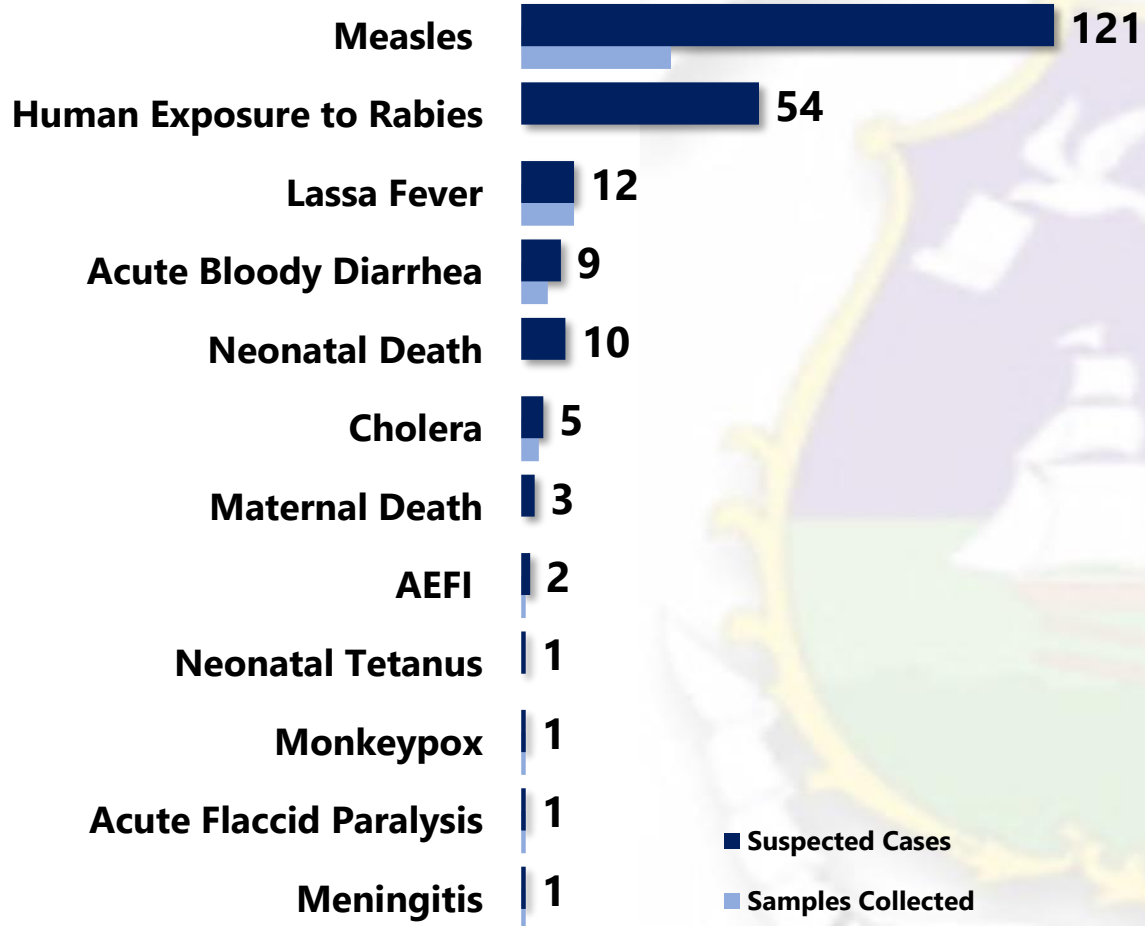 Measles 121
Human Exposure to Rabies 54
Lassa Fever 12
Acute Bloody Diarrhea 9
Neonatal Death 10
Cholera 5
Maternal Death 3
AEFI 2
Neonatal Tetanus 1
Monkeypox 1
Acute Flaccid Paralysis 1
Meningitis 1
Suspected Cases
Samples Collected